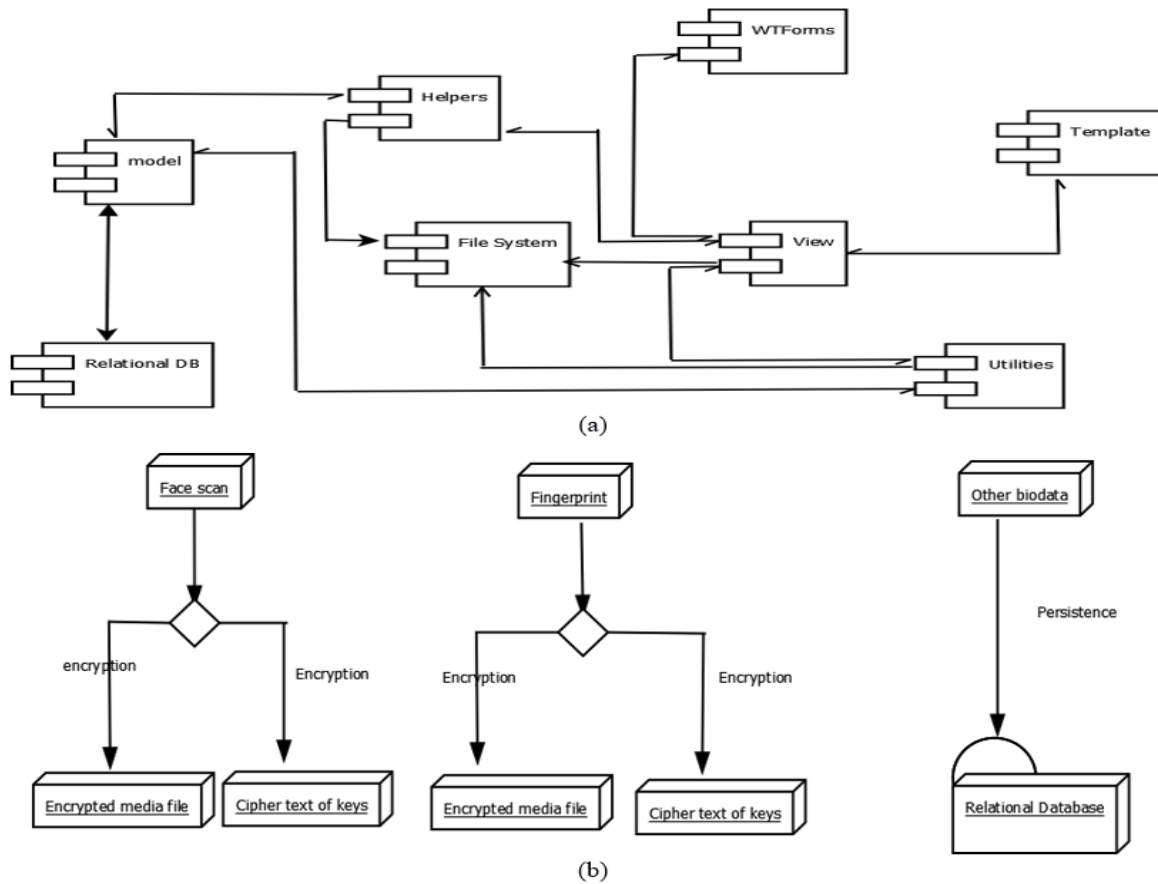 WTForms
Helpers
Template
model
File System
View
Relational DB
Utilities
(a)
Face scan
Fingerprint
Other biodata
Persistence
encryption
Encryption
Encryption
Encryption
Encrypted media file
Cipher text of keys
Encrypted media file
Cipher text of keys
Relational Database
(b)